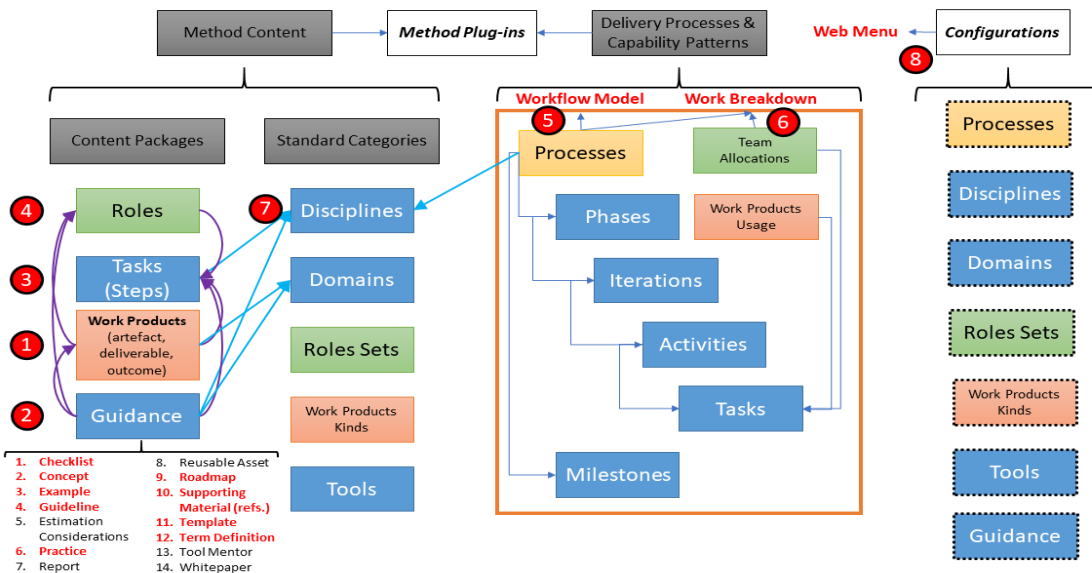 Method Content
Method Plug-ins
Delivery Processes &
Capability Patterns
Web Menu
Configurations
8
Content Packages
Standard Categories
Workflow Model
Work Breakdown
5
6
Processes
Team
Allocations
Processes
4
Roles
7
Disciplines
Phases
Work Products
Usage
Disciplines
3
Tasks
(Steps)
Domains
Iterations
Domains
1
Work Products
(artefact,
deliverable,
outcome)
Roles Sets
Activities
Roles Sets
2
Guidance
Work Products
Kinds
Tasks
Work Products
Kinds
1. Checklist
2. Concept
3. Example
4. Guideline
5. Estimation
Considerations
6. Practice
7. Report
8. Reusable Asset
9. Roadmap
10. Supporting
Material (refs.)
11. Template
12. Term Definition
13. Tool Mentor
14. Whitepaper
Tools
Milestones
Tools
Guidance